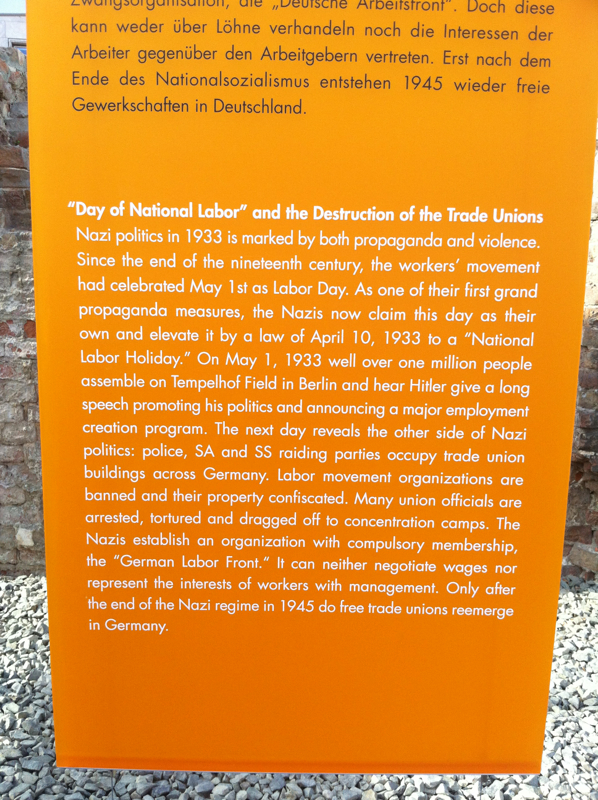 Zwangsorganisation, die „Deutsche Arbeitsfront“. Doch diese
kann weder über Löhne verhandeln noch die Interessen der
Arbeiter gegenüber den Arbeitgebern vertreten. Erst nach dem
Ende des Nationalsozialismus entstehen 1945 wieder freie
Gewerkschaften in Deutschland.
“Day of National Labor” and the Destruction of the Trade Unions
Nazi politics in 1933 is marked by both propaganda and violence.
Since the end of the nineteenth century, the workers’ movement
had celebrated May 1st as Labor Day. As one of their first grand
propaganda measures, the Nazis now claim this day as their
own and elevate it by a law of April 10, 1933 to a “National
Labor Holiday.” On May 1, 1933 well over one million people
assemble on Tempelhof Field in Berlin and hear Hitler give a long
speech promoting his politics and announcing a major employment
creation program. The next day reveals the other side of Nazi
politics: police, SA and SS raiding parties occupy trade union
buildings across Germany. Labor movement organizations are
banned and their property confiscated. Many union officials are
arrested, tortured and dragged off to concentration camps. The
Nazis establish an organization with compulsory membership,
the “German Labor Front.” It can neither negotiate wages nor
represent the interests of workers with management. Only after
the end of the Nazi regime in 1945 do free trade unions reemerge
in Germany.